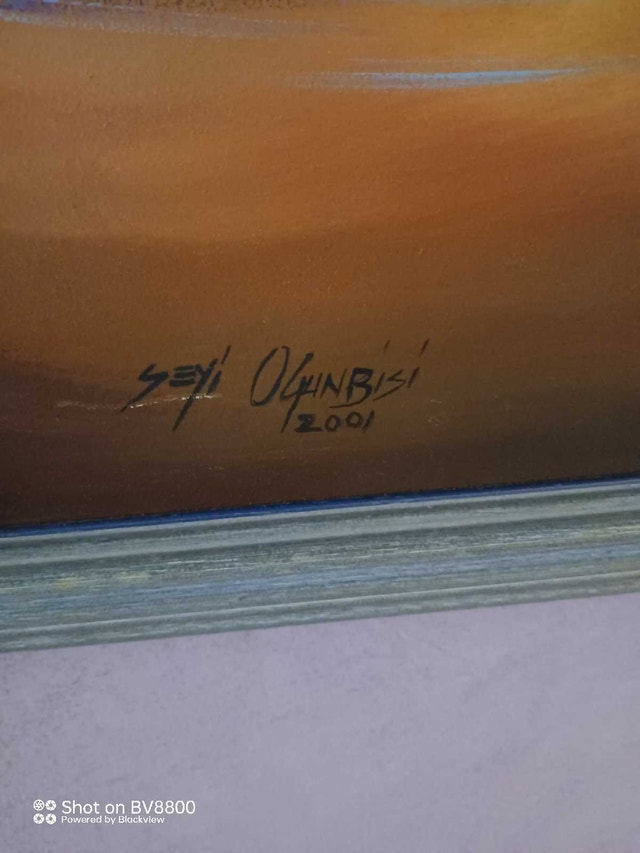 SEYi OGUNBiSi
2001
Shot on BV8800
Powered by Blackview